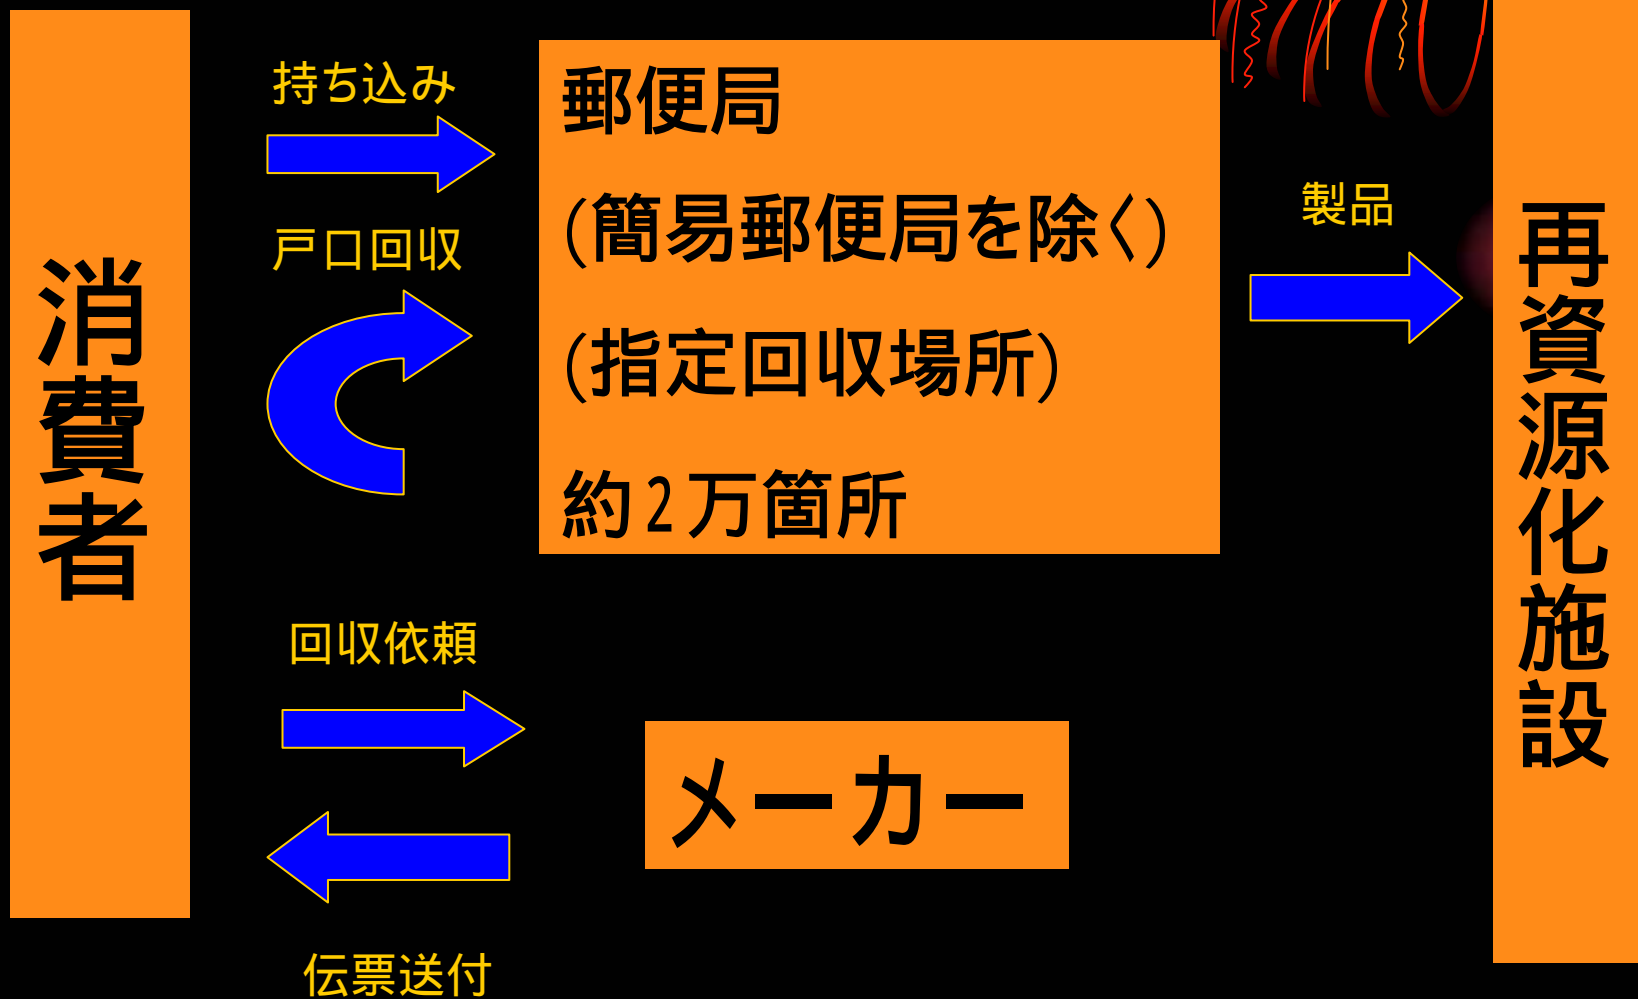 消費者
持ち込み
戸口回収
郵便局
(簡易郵便局を除く)
(指定回収場所)
約2万箇所
製品
再資源化施設
回収依頼
メーカー
伝票送付